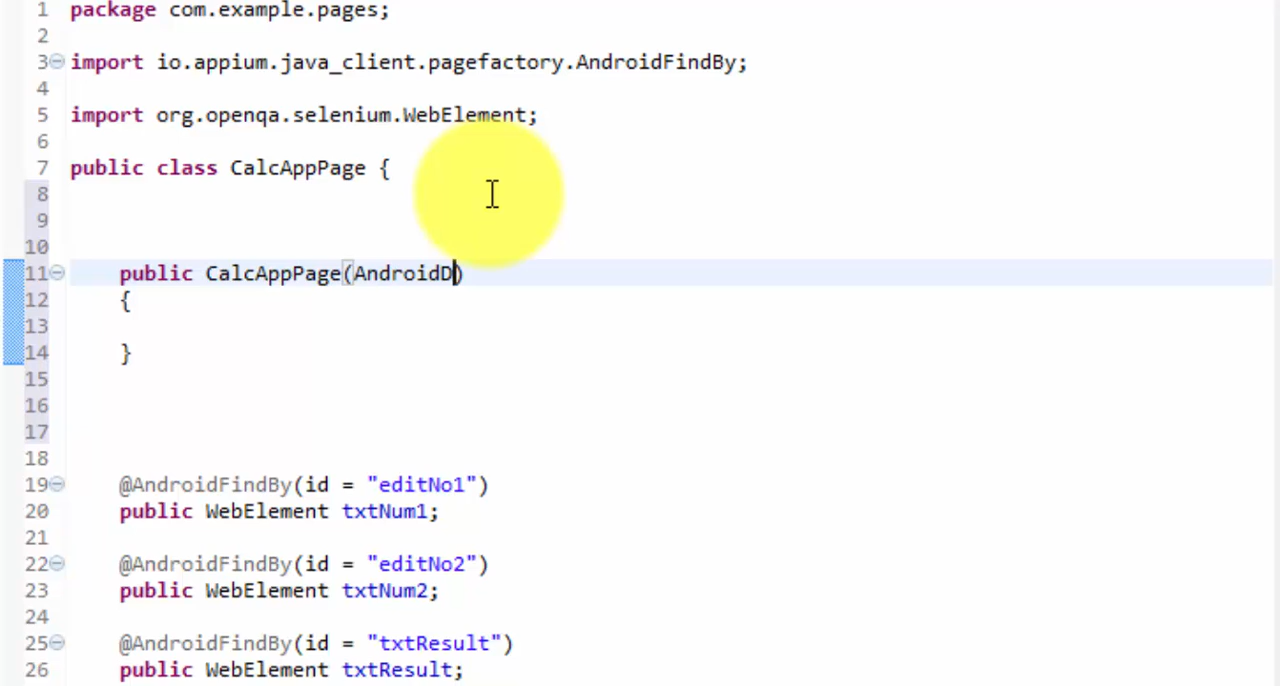 1 package com.example.pages;
2
3 import io.appium.java_client.pagefactory.AndroidFindBy;
4
5 import org.openqa.selenium.WebElement;
6
7 public class CalcAppPage {
8
9
10
11 public CalcAppPage(AndroidD)
12 {
13
14 }
15
16
17
18
19 @AndroidFindBy(id = "editNo1")
20 public WebElement txtNum1;
21
22 @AndroidFindBy(id = "editNo2")
23 public WebElement txtNum2;
24
25 @AndroidFindBy(id = "txtResult")
26 public WebElement txtResult;